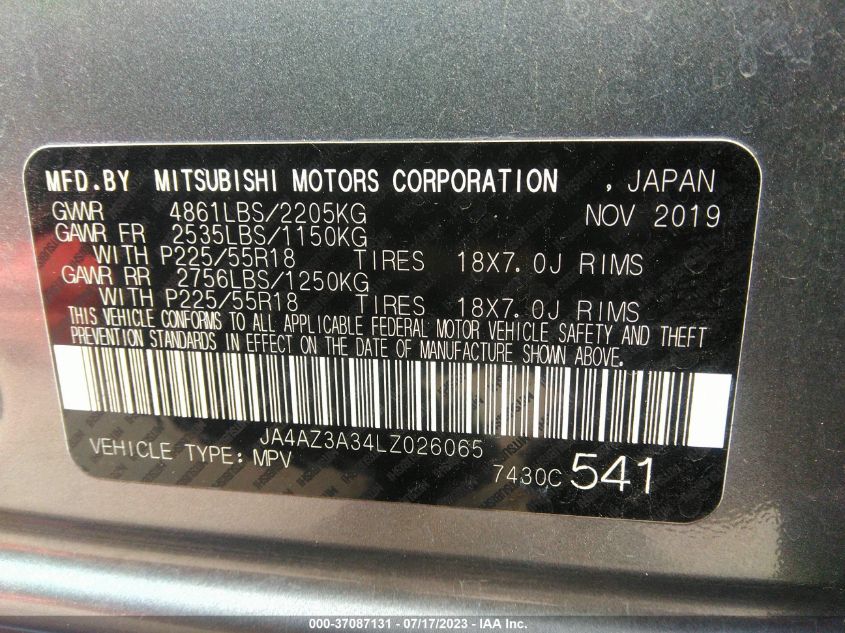 MFD.BY MITSUBISHI MOTORS CORPORATION , JAPAN
GVWR 4861LBS/2205KG NOV 2019
GAWR FR 2535LBS/1150KG
WITH P225/55R18 TIRES 18X7.0J RIMS
GAWR RR 2756LBS/1250KG
WITH P225/55R18 TIRES 18X7.0J RIMS
THIS VEHICLE CONFORMS TO ALL APPLICABLE FEDERAL MOTOR VEHICLE SAFETY AND THEFT
PREVENTION STANDARDS IN EFFECT ON THE DATE OF MANUFACTURE SHOWN ABOVE.
JA4AZ3A34LZ026065
VEHICLE TYPE: MPV 7430C 541
000-37087131 - 07/17/2023 - IAA Inc.